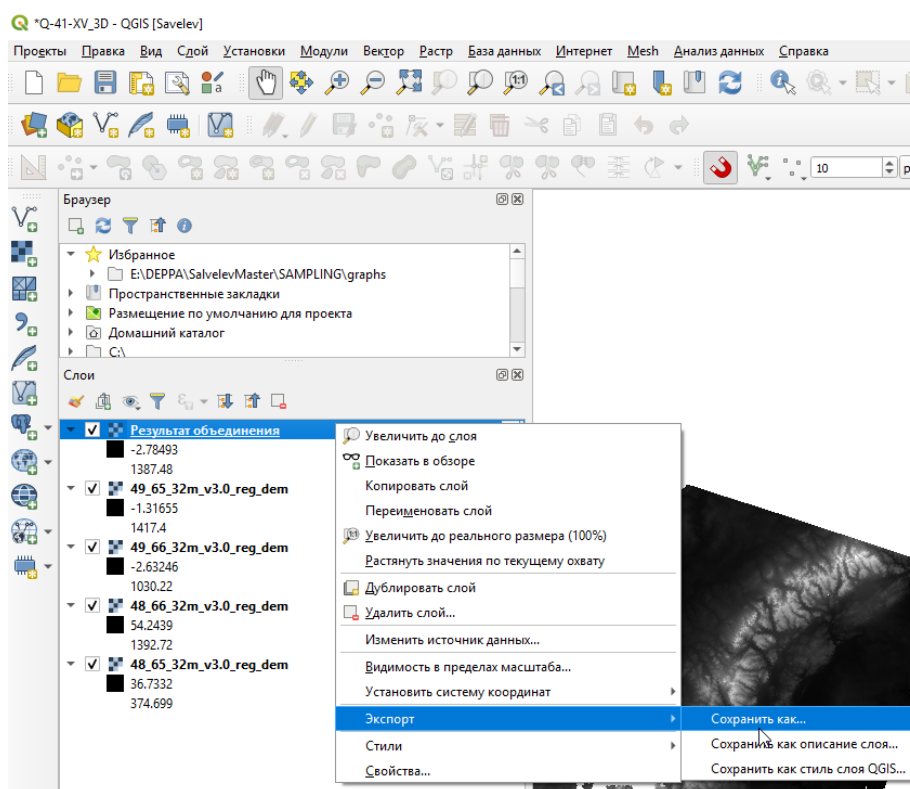 *Q-41-XV_3D - QGIS [Savelev]
Проекты Правка Вид Слой Установки Модули Вектор Растр База данных Интернет Mesh Анализ данных Справка
a
1:1
10
Браузер
Избранное
E:\DEPPA\SalvelevMaster\SAMPLING\graphs
Пространственные закладки
Размещение по умолчанию для проекта
Домашний каталог
C:\
Слои
Результат объединения
-2.78493
1387.48
49_65_32m_v3.0_reg_dem
-1.31655
1417.4
49_66_32m_v3.0_reg_dem
-2.63246
1030.22
48_66_32m_v3.0_reg_dem
54.2439
1392.72
48_65_32m_v3.0_reg_dem
36.7332
374.699
Увеличить до слоя
Показать в обзоре
Копировать слой
Переименовать слой
Увеличить до реального размера (100%)
Растянуть значения по текущему охвату
Дублировать слой
Удалить слой...
Изменить источник данных...
Видимость в пределах масштаба...
Установить систему координат
Экспорт
Стили
Свойства...
Сохранить как...
Сохранить как описание слоя...
Сохранить как стиль слоя QGIS...